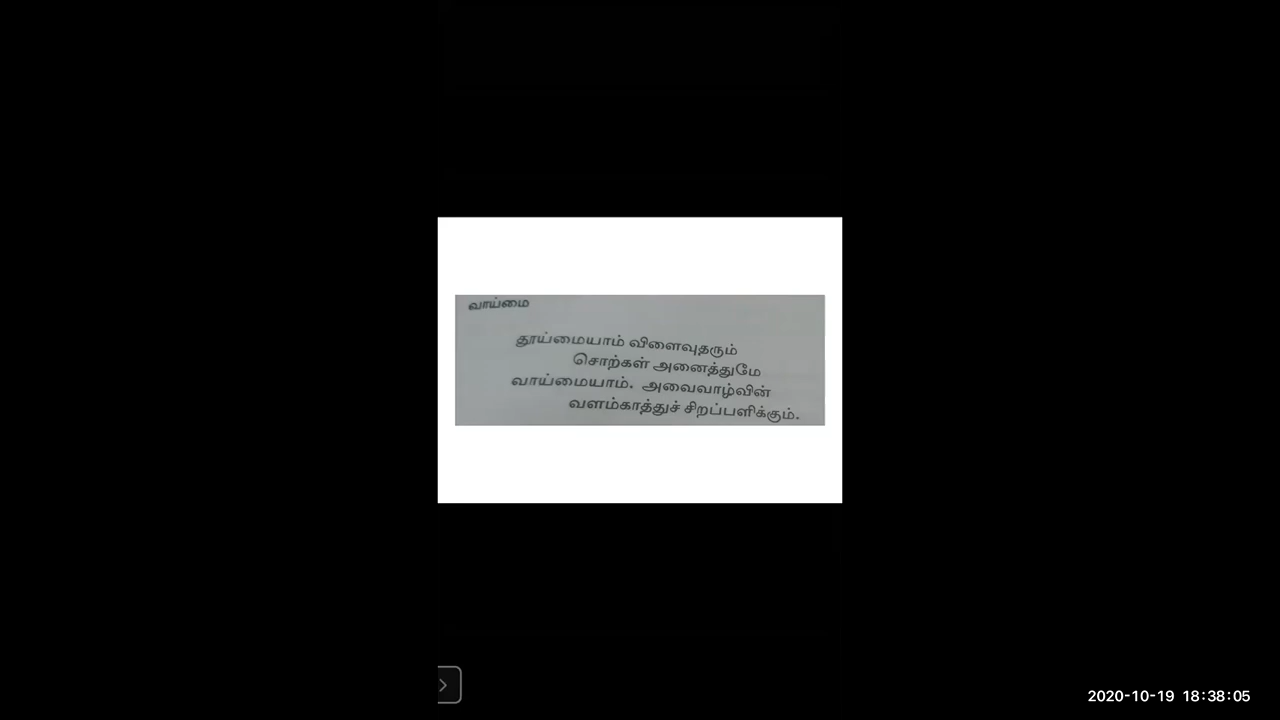 வாய்மை
தூய்மையாம் விளைவுதரும்
சொற்கள் அனைத்துமே
வாய்மையாம். அவைவாழ்வின்
வளம்காத்துச் சிறப்பளிக்கும்.
2020-10-19 18:38:05